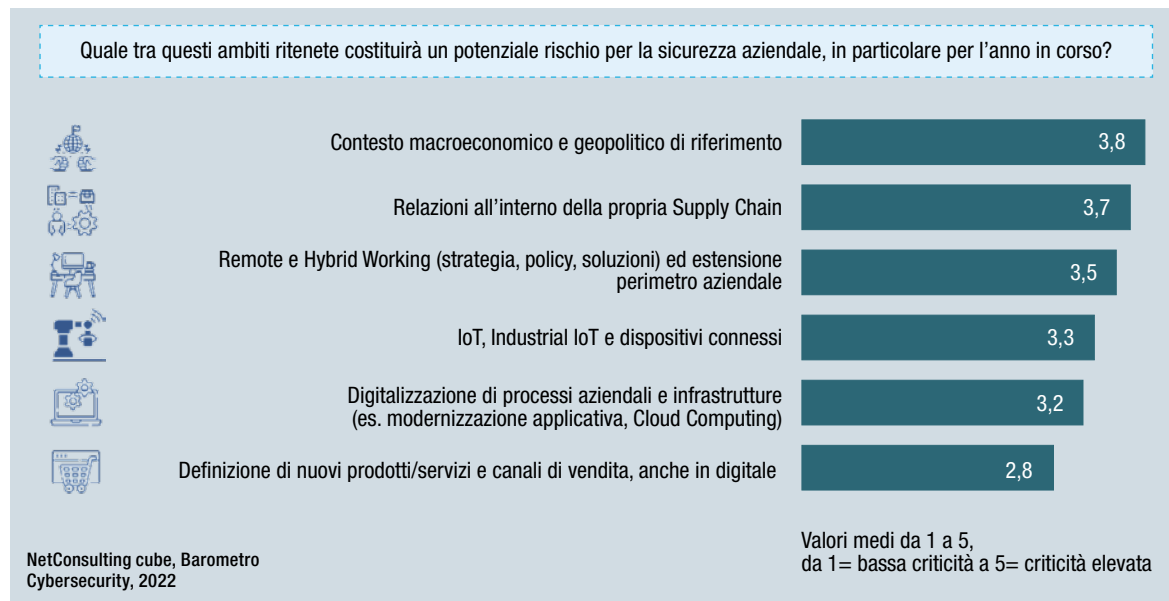 Quale tra questi ambiti ritenete costituirà un potenziale rischio per la sicurezza aziendale, in particolare per l’anno in corso?
Contesto macroeconomico e geopolitico di riferimento
3,8
Relazioni all’interno della propria Supply Chain
3,7
Remote e Hybrid Working (strategia, policy, soluzioni) ed estensione
perimetro aziendale
3,5
IoT, Industrial IoT e dispositivi connessi
3,3
Digitalizzazione di processi aziendali e infrastrutture
(es. modernizzazione applicativa, Cloud Computing)
3,2
Definizione di nuovi prodotti/servizi e canali di vendita, anche in digitale
2,8
Valori medi da 1 a 5,
da 1= bassa criticità a 5= criticità elevata
NetConsulting cube, Barometro
Cybersecurity, 2022